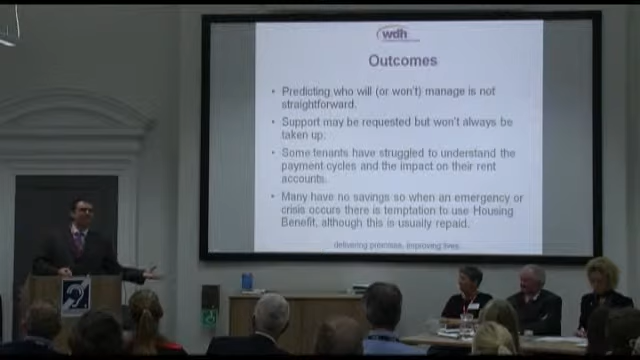 wdh
Outcomes
• Predicting who will (or won't) manage is not
straightforward.
• Support may be requested but won't always be
taken up.
• Some tenants have struggled to understand the
payment cycles and the impact on their rent
accounts.
• Many have no savings so when an emergency or
crisis occurs there is temptation to use Housing
Benefit, although this is usually repaid.
delivering promises, improving lives